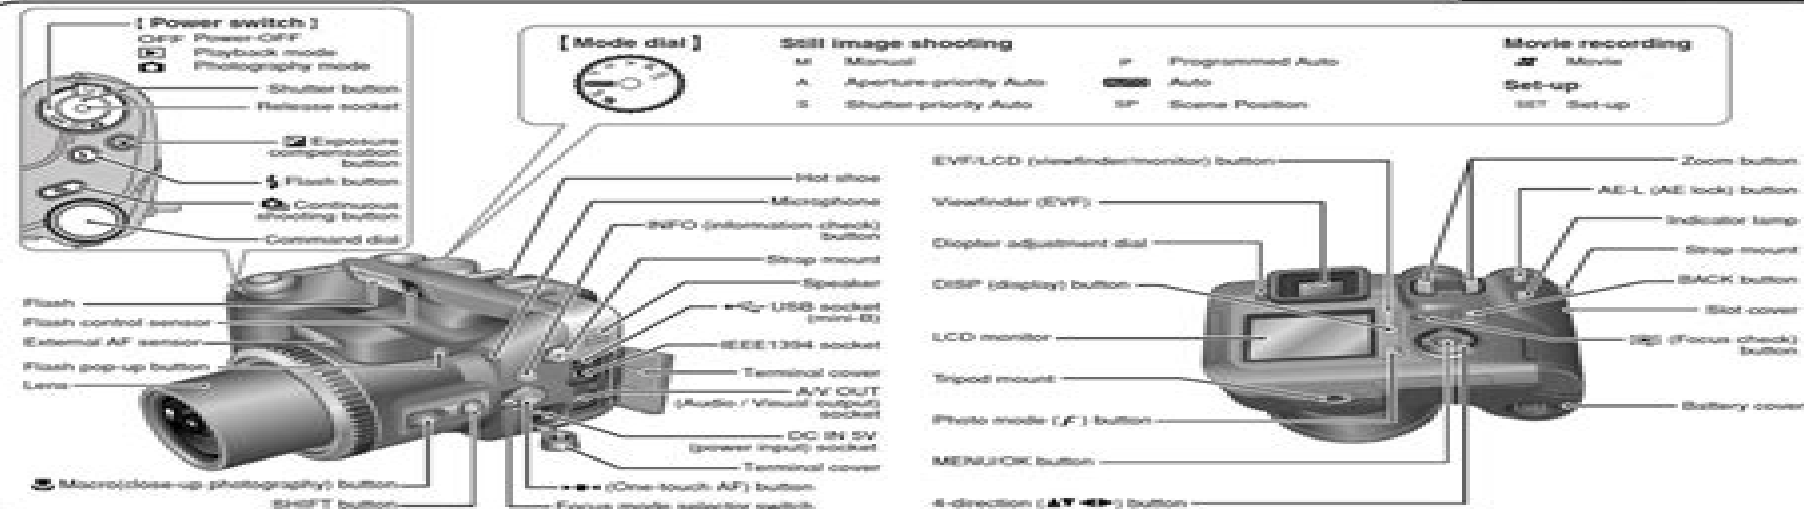 [ Power switch ]
OFF Power-OFF
Playback mode
Photography mode
Shutter button
Release socket
Exposure
compensation
button
Flash button
Continuous
shooting button
Command dial
[ Mode dial ]
Still image shooting
M Manual
A Aperture-priority Auto
S Shutter-priority Auto
P Programmed Auto
Auto
SP Scene Position
Movie recording
Movie
Set-up
SET Set-up
Flash
Flash control sensor
External AF sensor
Flash pop-up button
Lens
Macro(close-up photography) button
SHIFT button
Hot shoe
Microphone
INFO (information check)
button
Strap mount
Speaker
USB socket
(mini-B)
IEEE1394 socket
Terminal cover
A/V OUT
(Audio / Visual output)
socket
DC IN 5V
(power input) socket
Terminal cover
(One-touch AF) button
Focus mode selector switch
EVF/LCD (viewfinder/monitor) button
Viewfinder (EVF)
Diopter adjustment dial
DISP (display) button
LCD monitor
Tripod mount
Photo mode (F) button
MENU/OK button
4-direction (▲▼◀▶) button
Zoom button
AE-L (AE lock) button
Indicator lamp
Strap mount
BACK button
Slot cover
(Focus check)
button
Battery cover